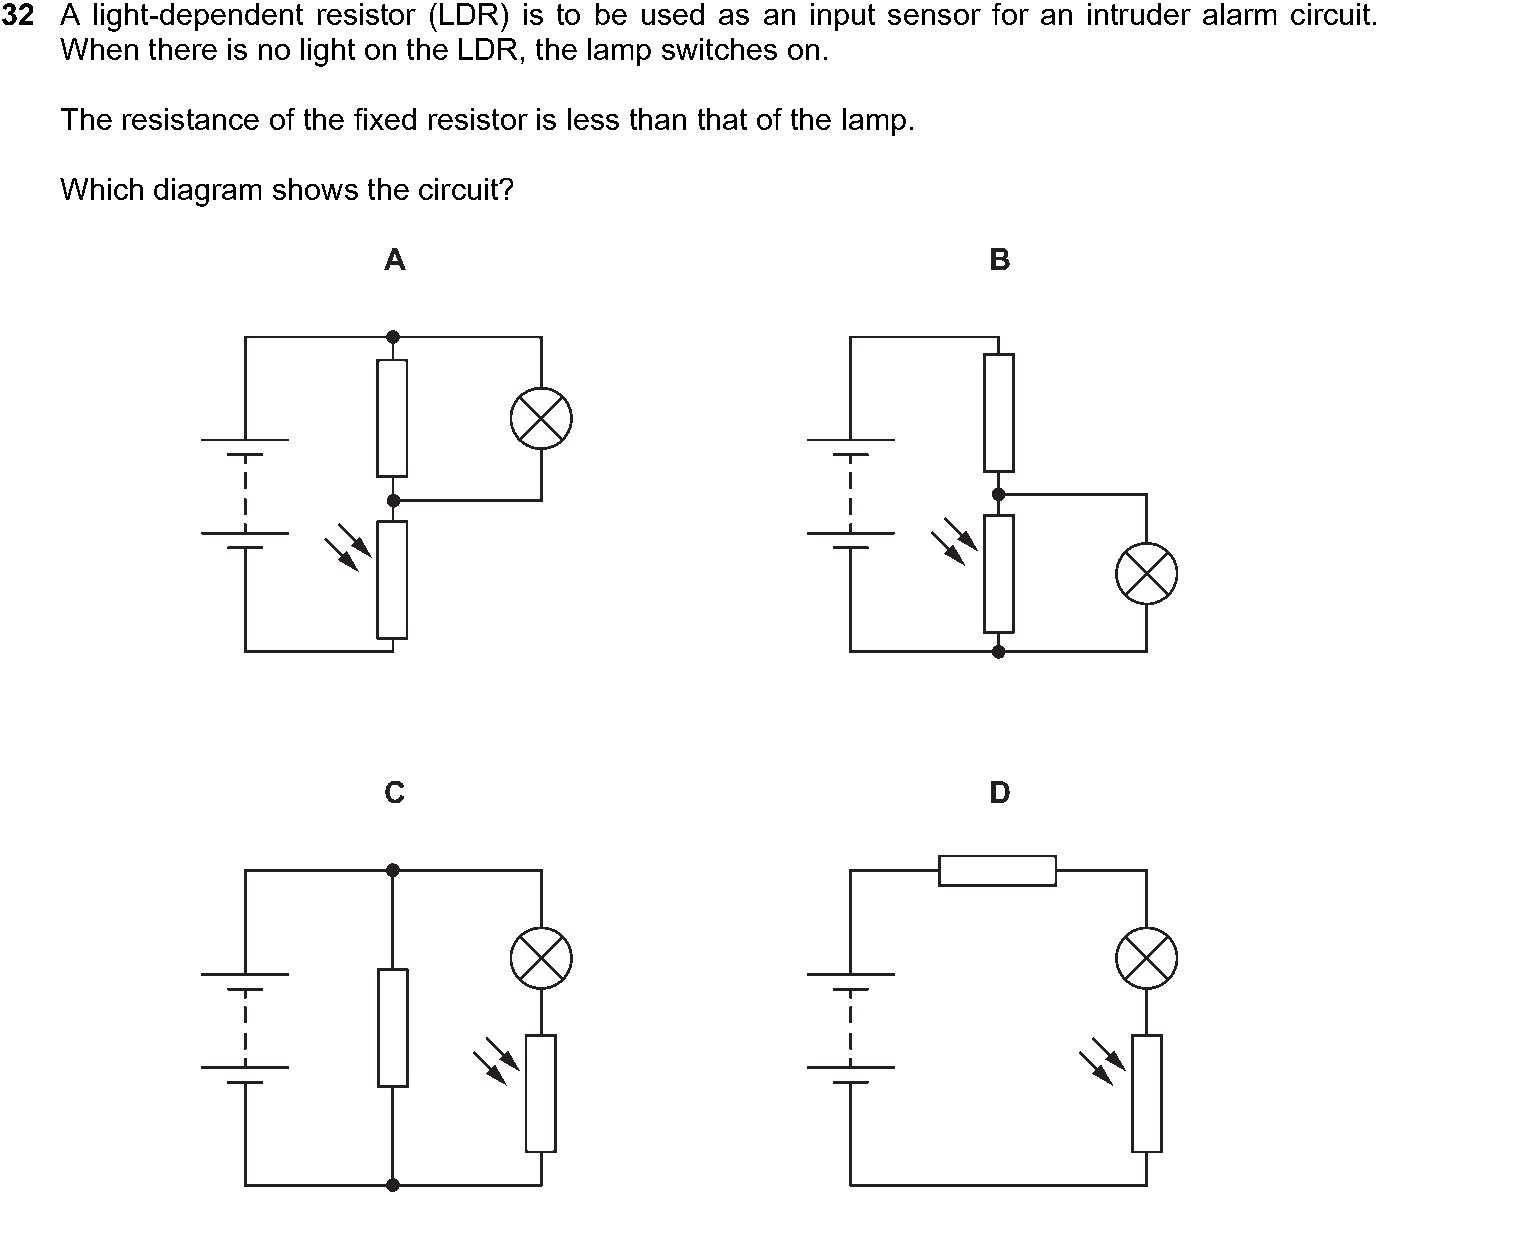 32 A light-dependent resistor (LDR) is to be used as an input sensor for an intruder alarm circuit.
When there is no light on the LDR, the lamp switches on.
The resistance of the fixed resistor is less than that of the lamp.
Which diagram shows the circuit?
A
B
C
D